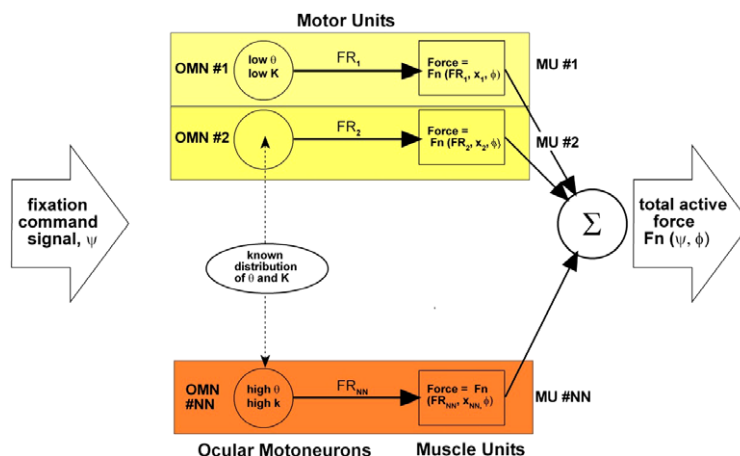 Motor Units
OMN #1
low θ
low K
FR1
Force =
Fn (FR1, x1, ϕ)
MU #1
OMN #2
FR2
Force =
Fn (FR2, x2, ϕ)
MU #2
fixation
command
signal, ψ
known
distribution
of θ and K
Σ
total active
force
Fn (ψ, ϕ)
OMN
#NN
high θ
high k
FRNN
Force = Fn
(FRNN, xNN, ϕ)
MU #NN
Ocular Motoneurons
Muscle Units